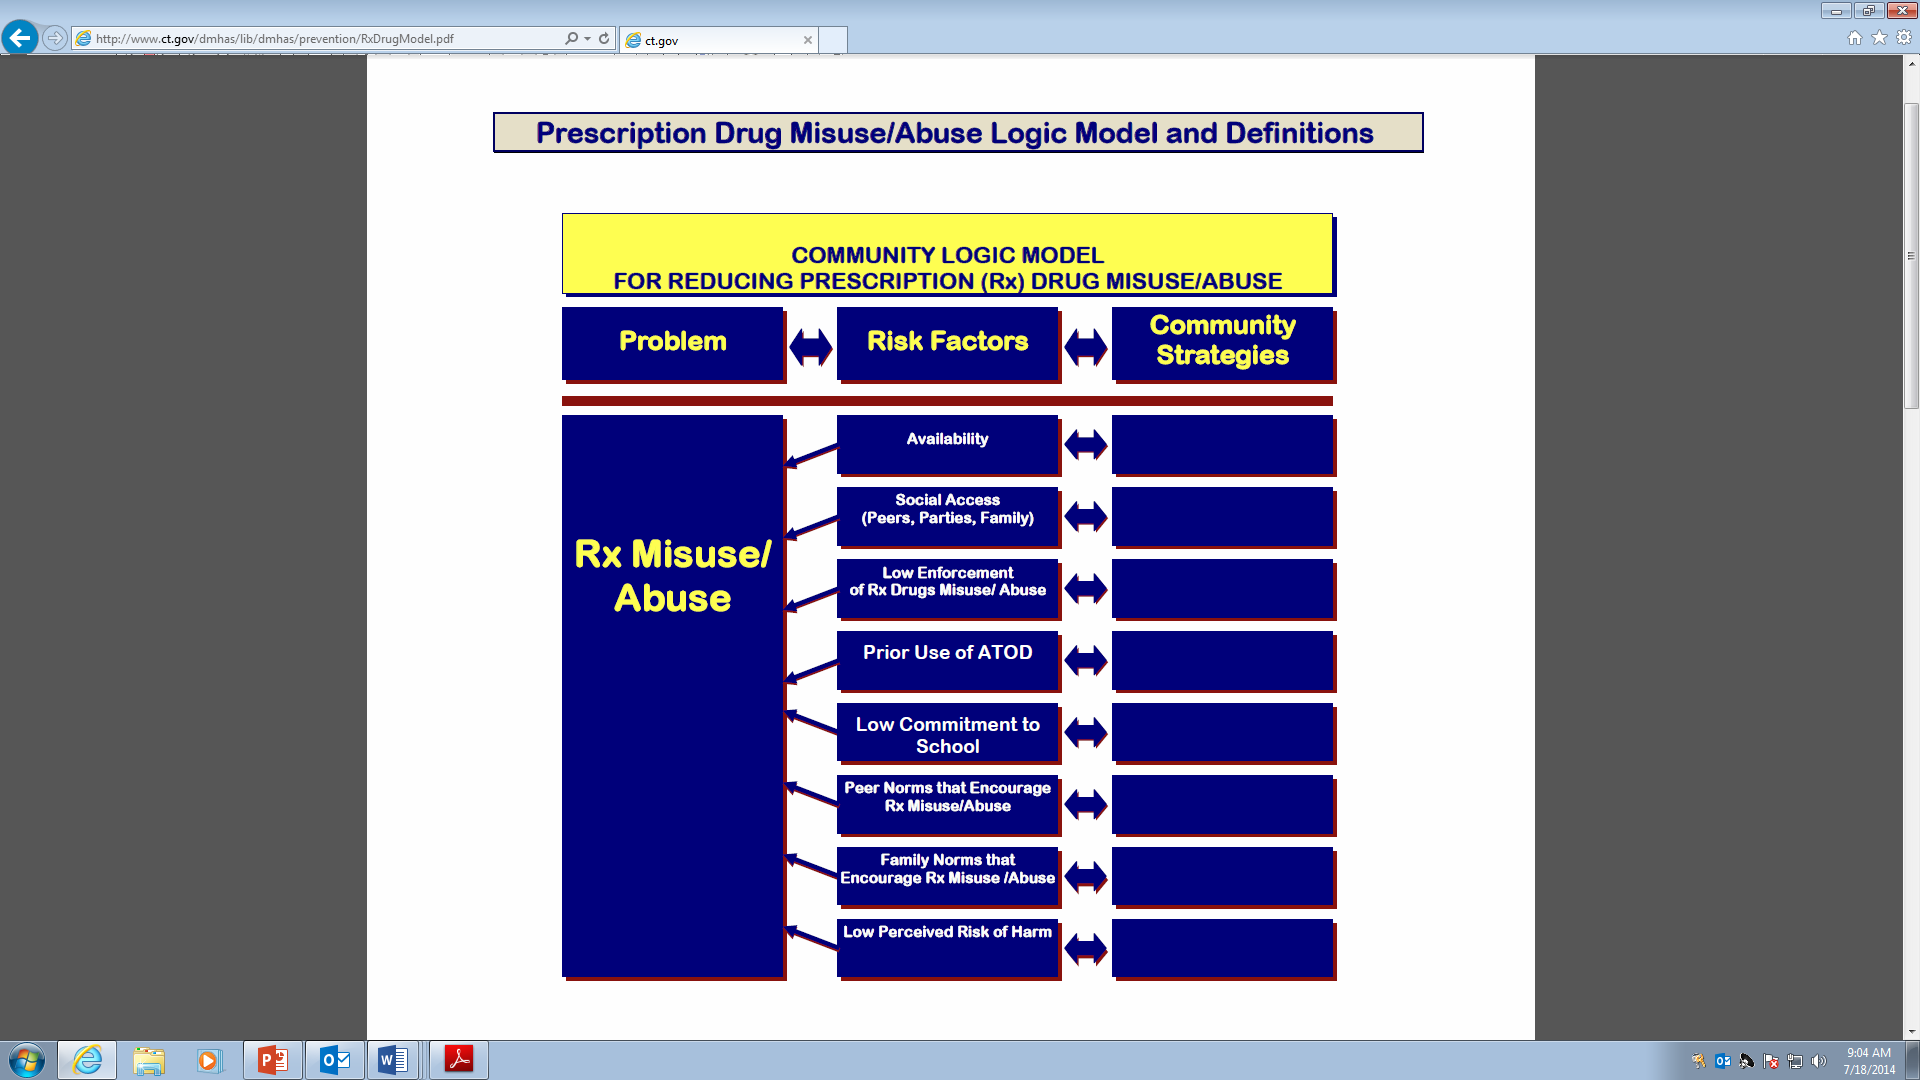 http://www.ct.gov/dmhas/lib/dmhas/prevention/RxDrugModel.pdf
ct.gov
Prescription Drug Misuse/Abuse Logic Model and Definitions
COMMUNITY LOGIC MODEL
FOR REDUCING PRESCRIPTION (Rx) DRUG MISUSE/ABUSE
Problem
Risk Factors
Community
Strategies
Rx Misuse/
Abuse
Availability
Social Access
(Peers, Parties, Family)
Low Enforcement
of Rx Drugs Misuse/ Abuse
Prior Use of ATOD
Low Commitment to
School
Peer Norms that Encourage
Rx Misuse/Abuse
Family Norms that
Encourage Rx Misuse /Abuse
Low Perceived Risk of Harm
9:04 AM
7/18/2014